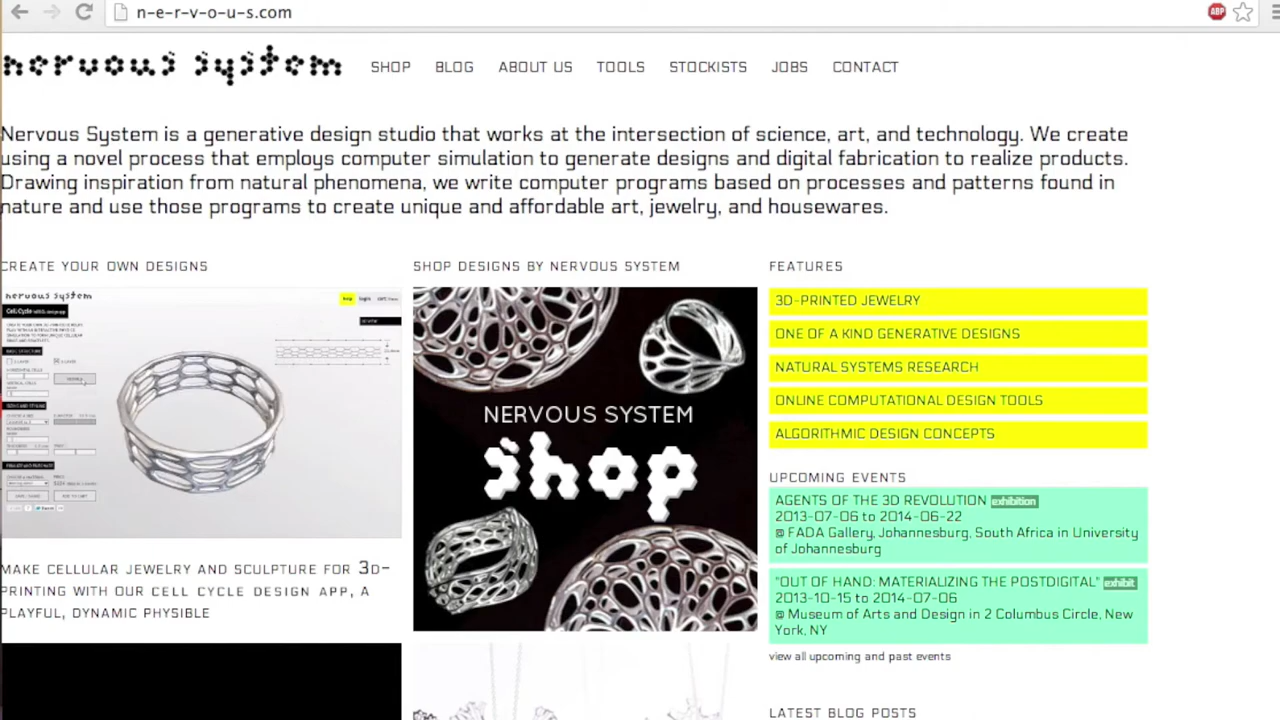 n-e-r-v-o-u-s.com
ABP
nervous system
SHOP BLOG ABOUT US TOOLS STOCKISTS JOBS CONTACT
Nervous System is a generative design studio that works at the intersection of science, art, and technology. We create
using a novel process that employs computer simulation to generate designs and digital fabrication to realize products.
Drawing inspiration from natural phenomena, we write computer programs based on processes and patterns found in
nature and use those programs to create unique and affordable art, jewelry, and housewares.
CREATE YOUR OWN DESIGNS
nervous system
help login
Cell Cycle
MAKE CELLULAR JEWELRY AND SCULPTURE FOR 3D-
PRINTING WITH OUR CELL CYCLE DESIGN APP, A
PLAYFUL, DYNAMIC PHYSIBLE
SHOP DESIGNS BY NERVOUS SYSTEM
NERVOUS SYSTEM
shop
FEATURES
3D-PRINTED JEWELRY
ONE OF A KIND GENERATIVE DESIGNS
NATURAL SYSTEMS RESEARCH
ONLINE COMPUTATIONAL DESIGN TOOLS
ALGORITHMIC DESIGN CONCEPTS
UPCOMING EVENTS
AGENTS OF THE 3D REVOLUTION exhibition
2013-07-06 to 2014-06-22
@ FADA Gallery, Johannesburg, South Africa in University
of Johannesburg
"OUT OF HAND: MATERIALIZING THE POSTDIGITAL" exhibit
2013-10-15 to 2014-07-06
@ Museum of Arts and Design in 2 Columbus Circle, New
York, NY
view all upcoming and past events
LATEST BLOG POSTS